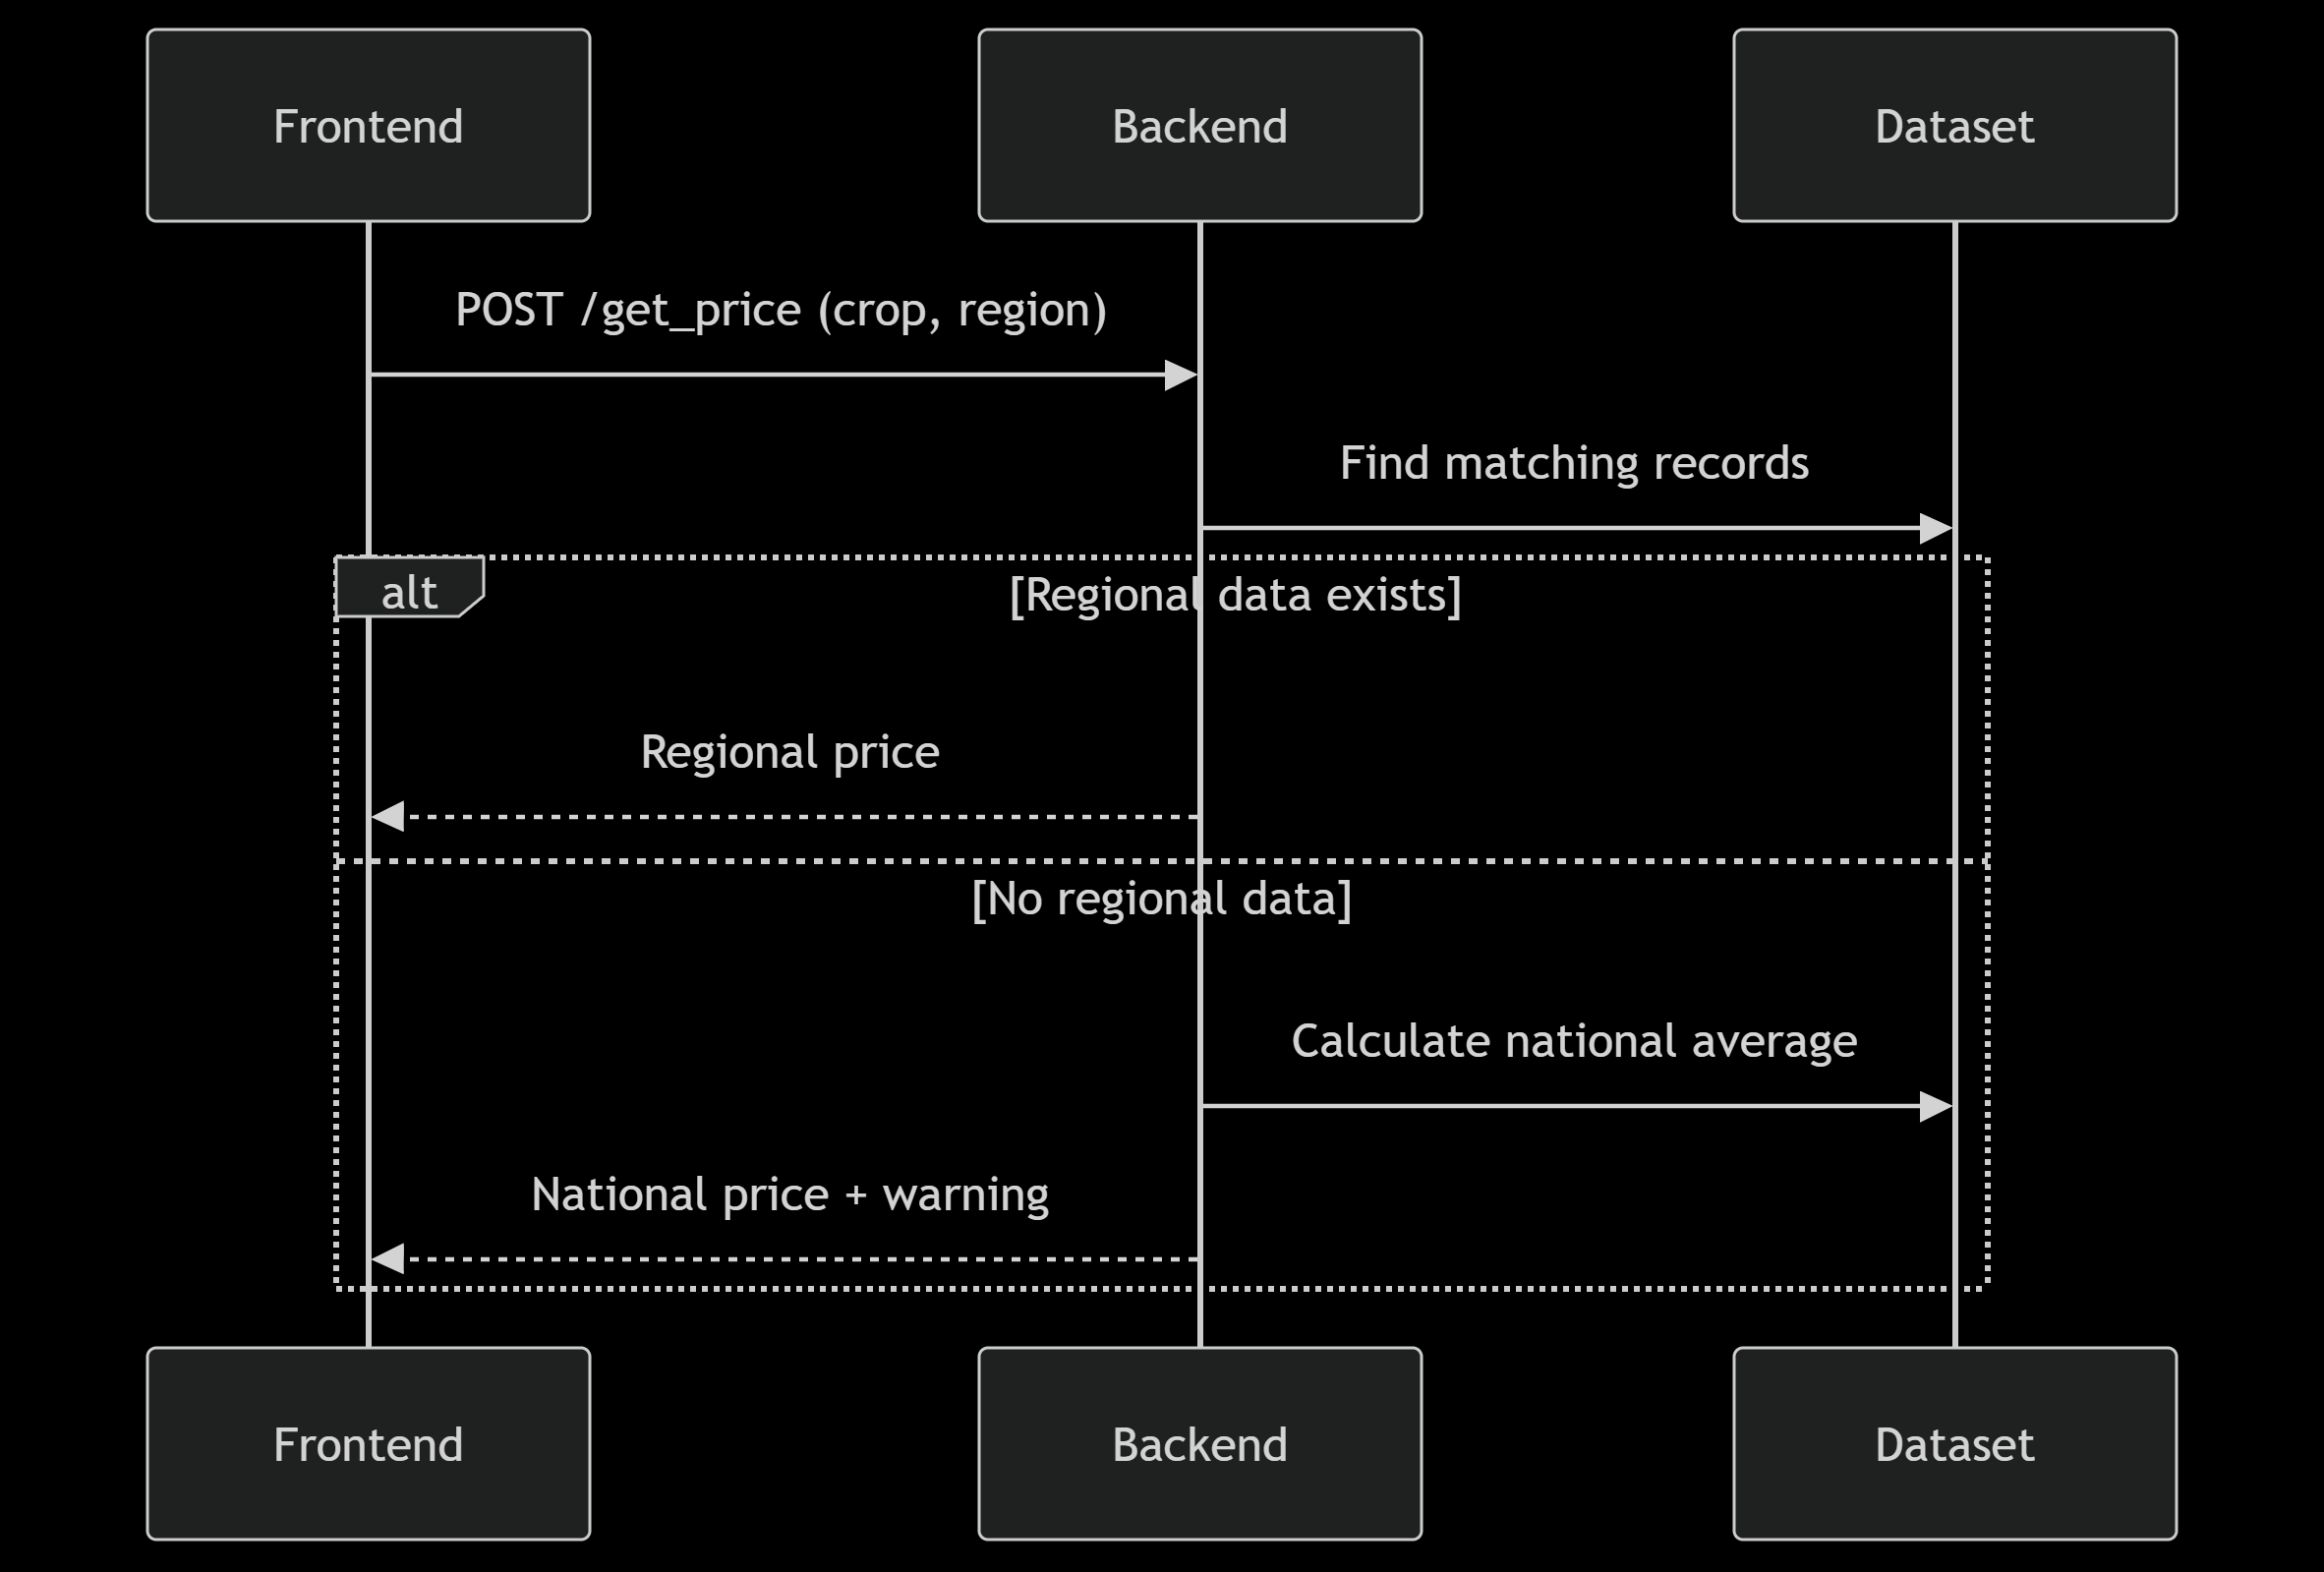 Frontend
Backend
Dataset
POST /get_price (crop, region)
Find matching records
alt
[Regional data exists]
Regional price
[No regional data]
Calculate national average
National price + warning
Frontend
Backend
Dataset